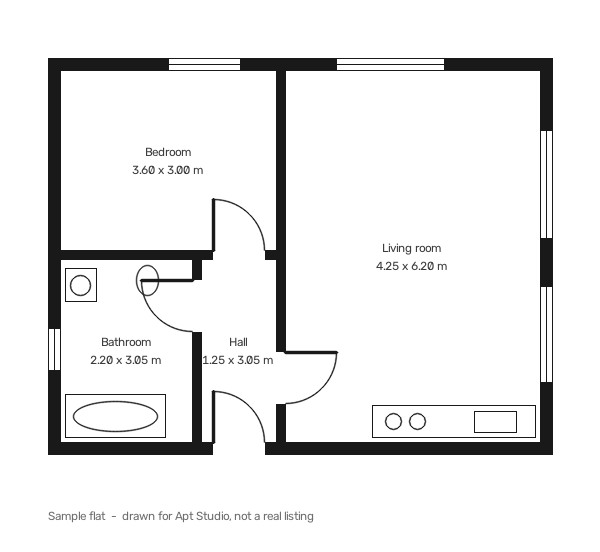 Bedroom
3.60 x 3.00 m
Living room
4.25 x 6.20 m
Bathroom
2.20 x 3.05 m
Hall
1.25 x 3.05 m
Sample flat - drawn for Apt Studio, not a real listing